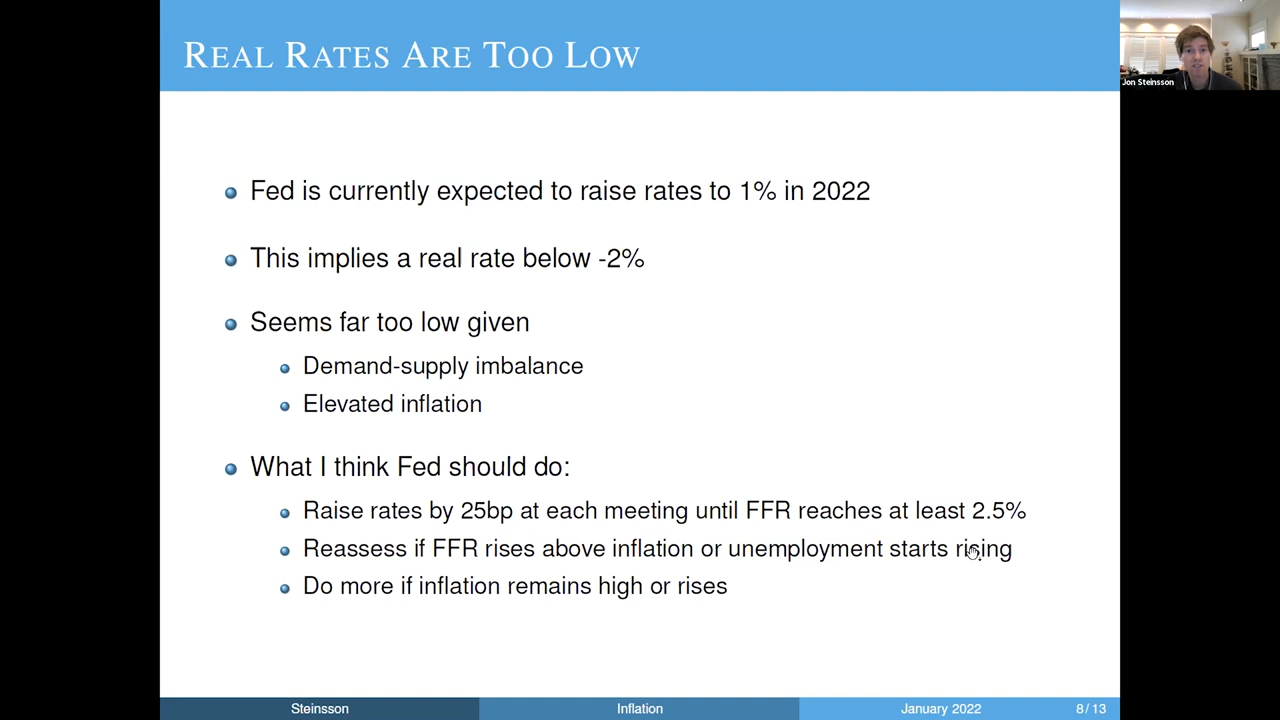 REAL RATES ARE TOO LOW
Jon Steinsson
Fed is currently expected to raise rates to 1% in 2022
This implies a real rate below -2%
Seems far too low given
Demand-supply imbalance
Elevated inflation
What I think Fed should do:
Raise rates by 25bp at each meeting until FFR reaches at least 2.5%
Reassess if FFR rises above inflation or unemployment starts rising
Do more if inflation remains high or rises
Steinsson
Inflation
January 2022
8 / 13